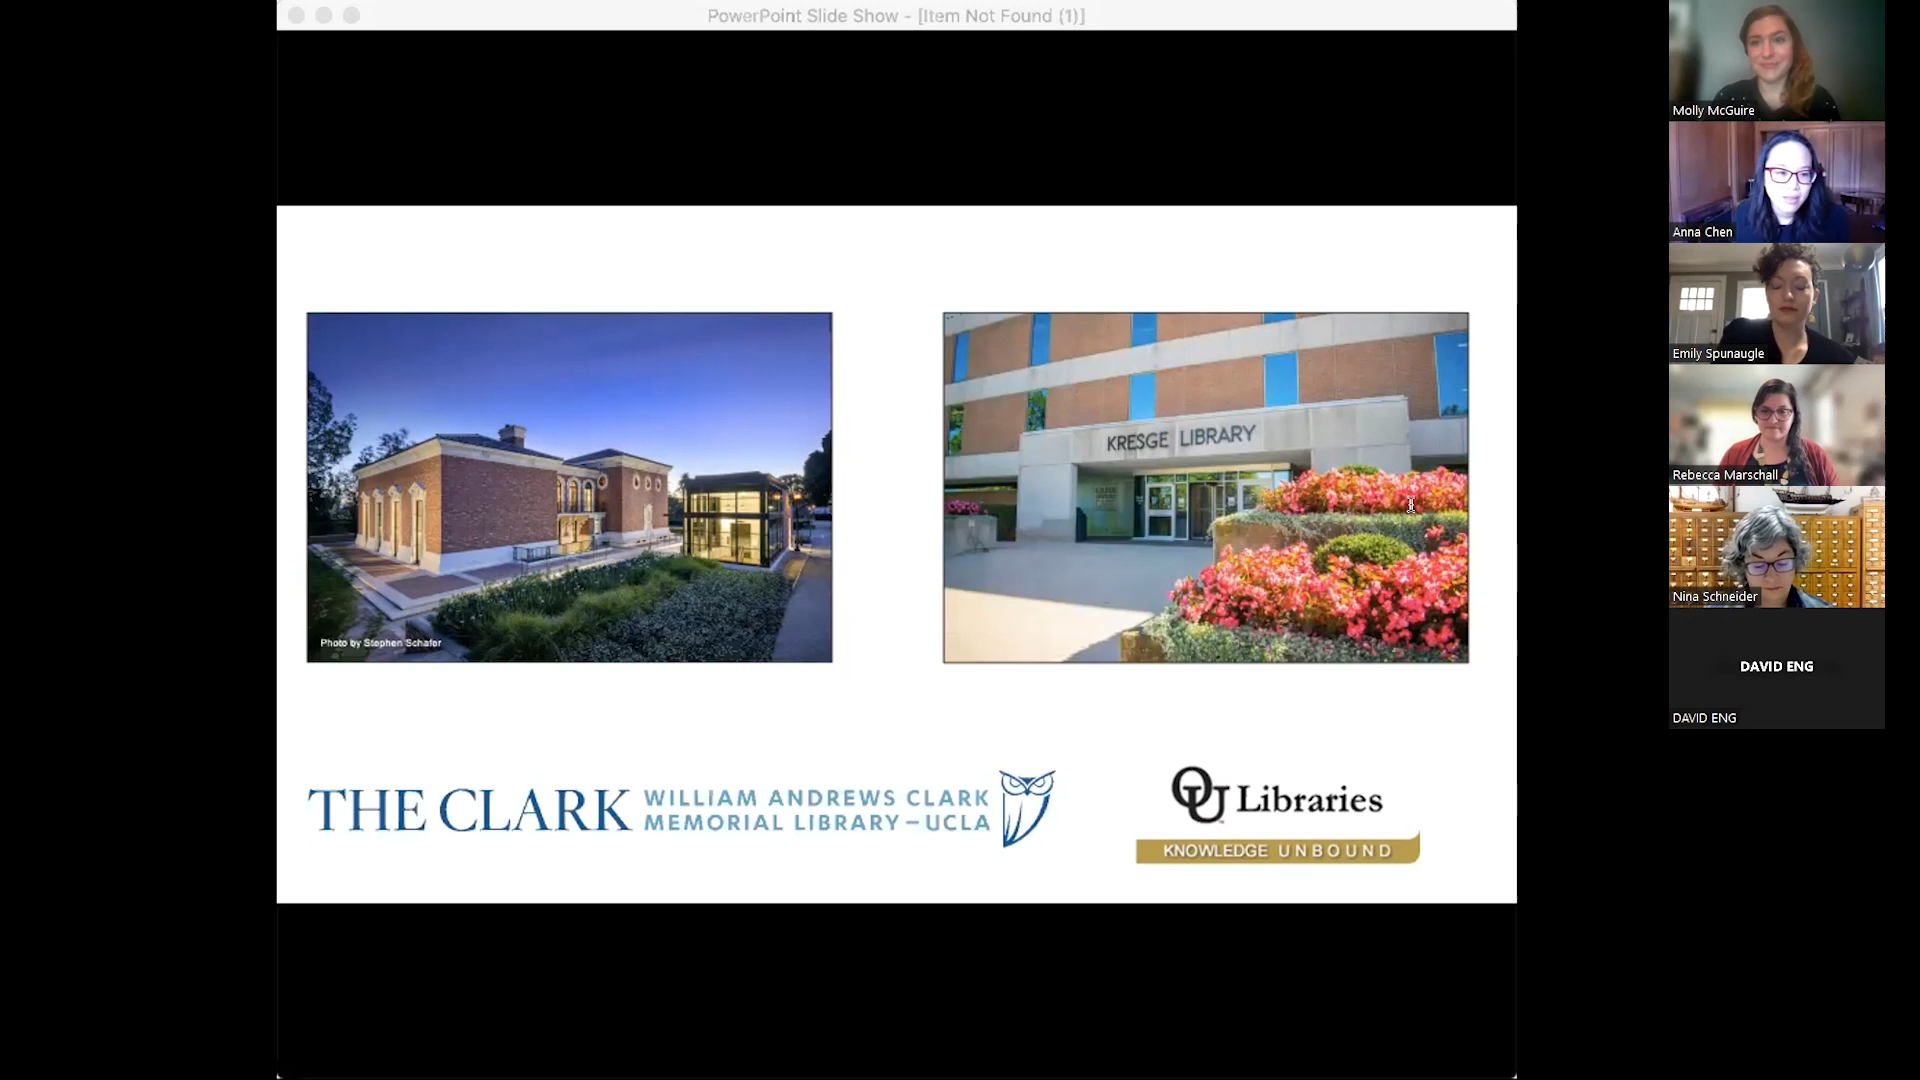 PowerPoint Slide Show - [Item Not Found (1)]
Photo by Stephen Schafer
KRESGE LIBRARY
THE CLARK
WILLIAM ANDREWS CLARK
MEMORIAL LIBRARY – UCLA
OU Libraries
KNOWLEDGE UNBOUND
Molly McGuire
Anna Chen
Emily Spunaugle
Rebecca Marschall
Nina Schneider
DAVID ENG
DAVID ENG